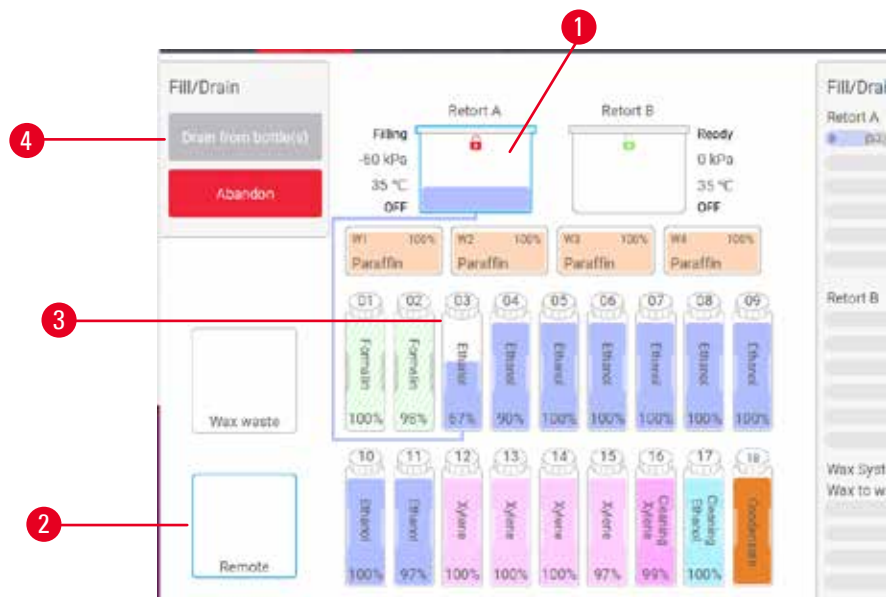 1
Fill/Drain
4
Drain from bottle(s)
Abandon
Retort A
Retort B
Filling
-60 kPa
35 °C
OFF
Ready
0 kPa
35 °C
OFF
W1 100%
Paraffin
W2 100%
Paraffin
W3 100%
Paraffin
W4 100%
Paraffin
3
01 02 03 04 05 06 07 08 09
Formalin Formalin Ethanol Ethanol Ethanol Ethanol Ethanol Ethanol Ethanol
100% 98% 67% 90% 100% 100% 100% 100% 100%
Wax waste
2
Remote
10 11 12 13 14 15 16 17 18
Ethanol Ethanol Xylene Xylene Xylene Xylene Cleaning Xylene Cleaning Ethanol Condensate
100% 97% 100% 100% 100% 97% 99% 100%
Fill/Drai
Retort A
Retort B
Wax Syst
Wax to w